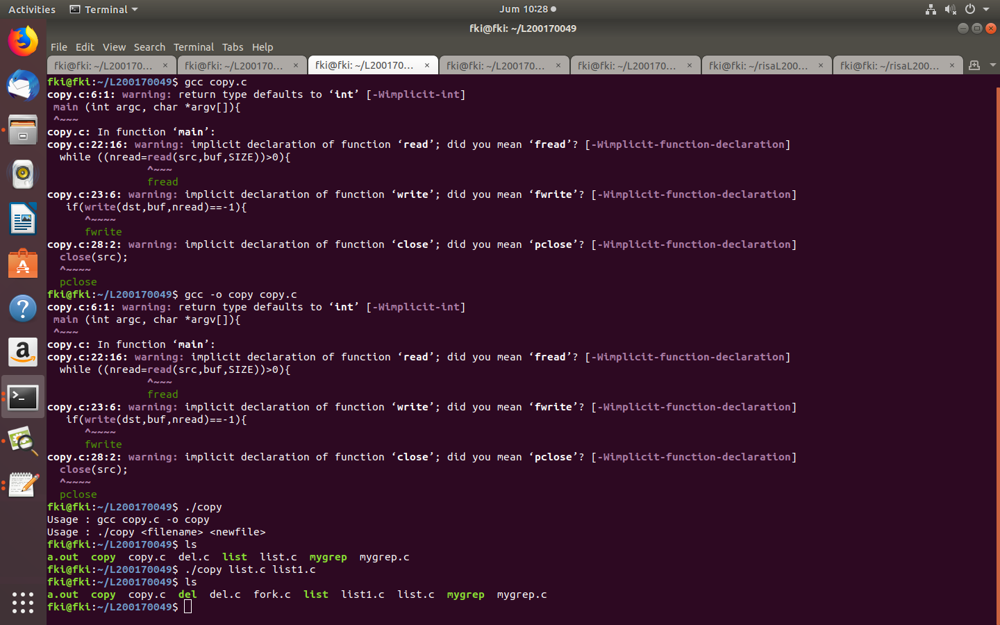 Activities Terminal Jum 10:28
fki@fki: ~/L200170049
File Edit View Search Terminal Tabs Help
fki@fki: ~/L200170... × fki@fki: ~/L200170... × fki@fki: ~/L200170... × fki@fki: ~/L200170... × fki@fki: ~/L200170... × fki@fki: ~/risaL200... × fki@fki: ~/risaL200... ×
fki@fki:~/L200170049$ gcc copy.c
copy.c:6:1: warning: return type defaults to ‘int’ [-Wimplicit-int]
 main (int argc, char *argv[]){
 ^~~~
copy.c: In function ‘main’:
copy.c:22:16: warning: implicit declaration of function ‘read’; did you mean ‘fread’? [-Wimplicit-function-declaration]
  while ((nread=read(src,buf,SIZE))>0){
                ^~~~
                fread
copy.c:23:6: warning: implicit declaration of function ‘write’; did you mean ‘fwrite’? [-Wimplicit-function-declaration]
   if(write(dst,buf,nread)==-1){
      ^~~~~
      fwrite
copy.c:28:2: warning: implicit declaration of function ‘close’; did you mean ‘pclose’? [-Wimplicit-function-declaration]
  close(src);
  ^~~~~
  pclose
fki@fki:~/L200170049$ gcc -o copy copy.c
copy.c:6:1: warning: return type defaults to ‘int’ [-Wimplicit-int]
 main (int argc, char *argv[]){
 ^~~~
copy.c: In function ‘main’:
copy.c:22:16: warning: implicit declaration of function ‘read’; did you mean ‘fread’? [-Wimplicit-function-declaration]
  while ((nread=read(src,buf,SIZE))>0){
                ^~~~
                fread
copy.c:23:6: warning: implicit declaration of function ‘write’; did you mean ‘fwrite’? [-Wimplicit-function-declaration]
   if(write(dst,buf,nread)==-1){
      ^~~~~
      fwrite
copy.c:28:2: warning: implicit declaration of function ‘close’; did you mean ‘pclose’? [-Wimplicit-function-declaration]
  close(src);
  ^~~~~
  pclose
fki@fki:~/L200170049$ ./copy
Usage : gcc copy.c -o copy
Usage : ./copy <filename> <newfile>
fki@fki:~/L200170049$ ls
a.out  copy  copy.c  del.c  list  list.c  mygrep  mygrep.c
fki@fki:~/L200170049$ ./copy list.c list1.c
fki@fki:~/L200170049$ ls
a.out  copy  copy.c  del  del.c  fork.c  list  list1.c  list.c  mygrep  mygrep.c
fki@fki:~/L200170049$